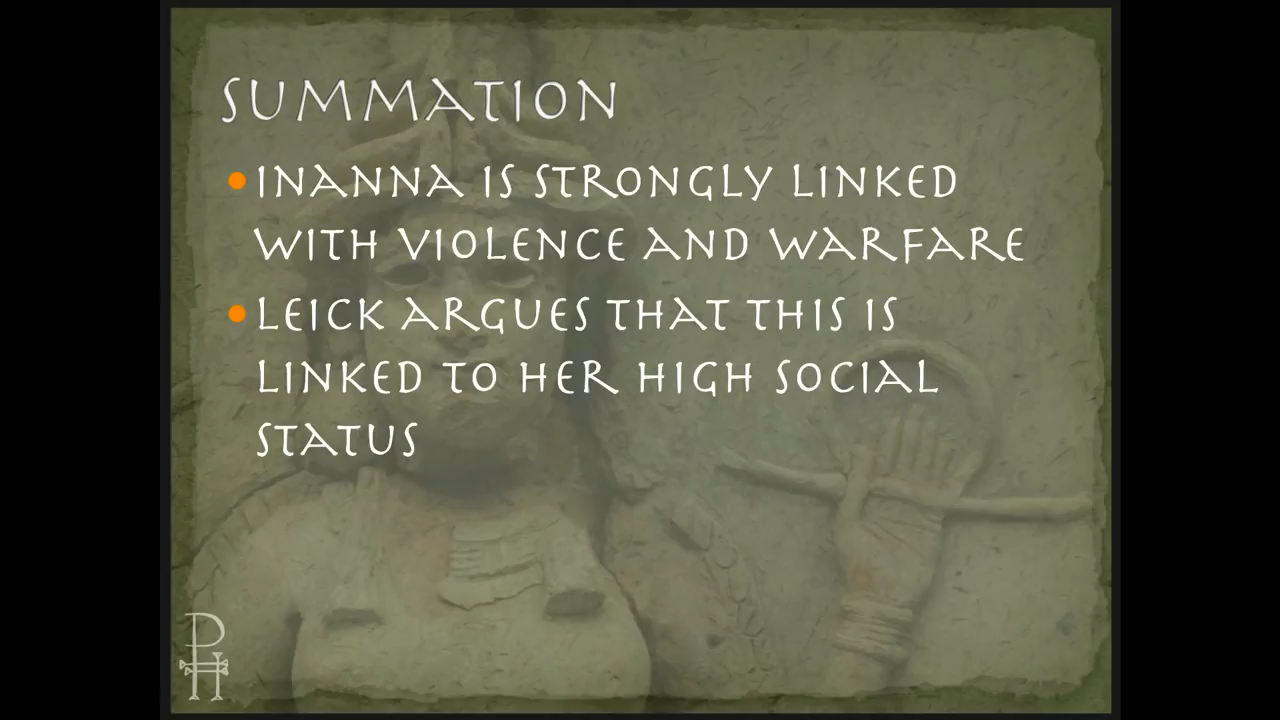 SUMMATION
• INANNA IS STRONGLY LINKED
WITH VIOLENCE AND WARFARE
• LEICK ARGUES THAT THIS IS
LINKED TO HER HIGH SOCIAL
STATUS
PH